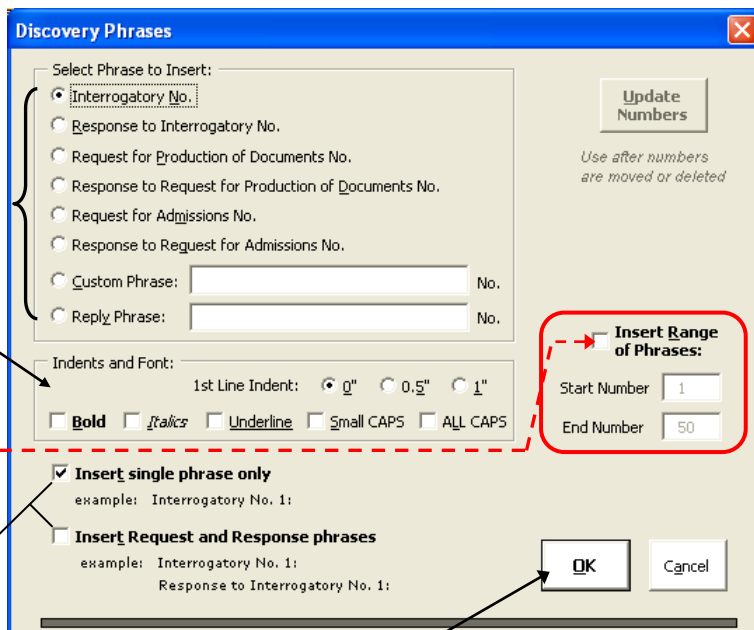 Discovery Phrases
Select Phrase to Insert:
Interrogatory No.
Response to Interrogatory No.
Request for Production of Documents No.
Response to Request for Production of Documents No.
Request for Admissions No.
Response to Request for Admissions No.
Custom Phrase: No.
Reply Phrase: No.
Update
Numbers
Use after numbers
are moved or deleted
Indents and Font:
1st Line Indent: 0" 0.5" 1"
Bold Italics Underline Small CAPS ALL CAPS
Insert Range
of Phrases:
Start Number 1
End Number 50
Insert single phrase only
example: Interrogatory No. 1:
Insert Request and Response phrases
example: Interrogatory No. 1:
Response to Interrogatory No. 1:
OK Cancel